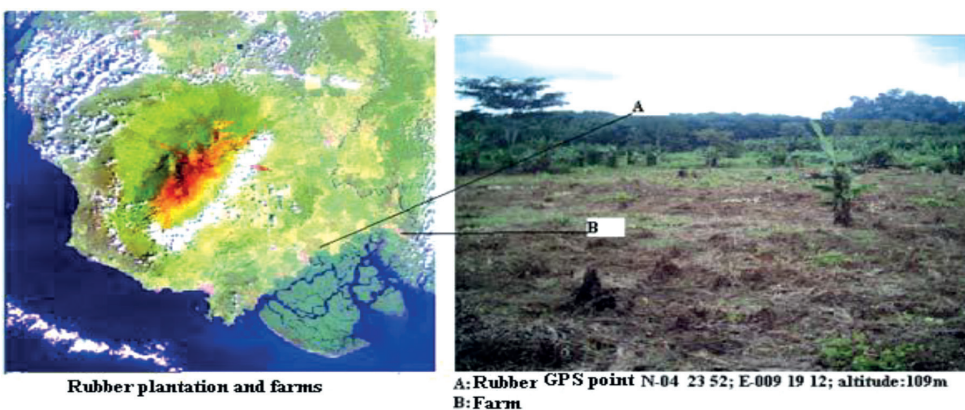 A
B
Rubber plantation and farms
A: Rubber GPS point N-04 23 52; E-009 19 12; altitude:109m
B: Farm